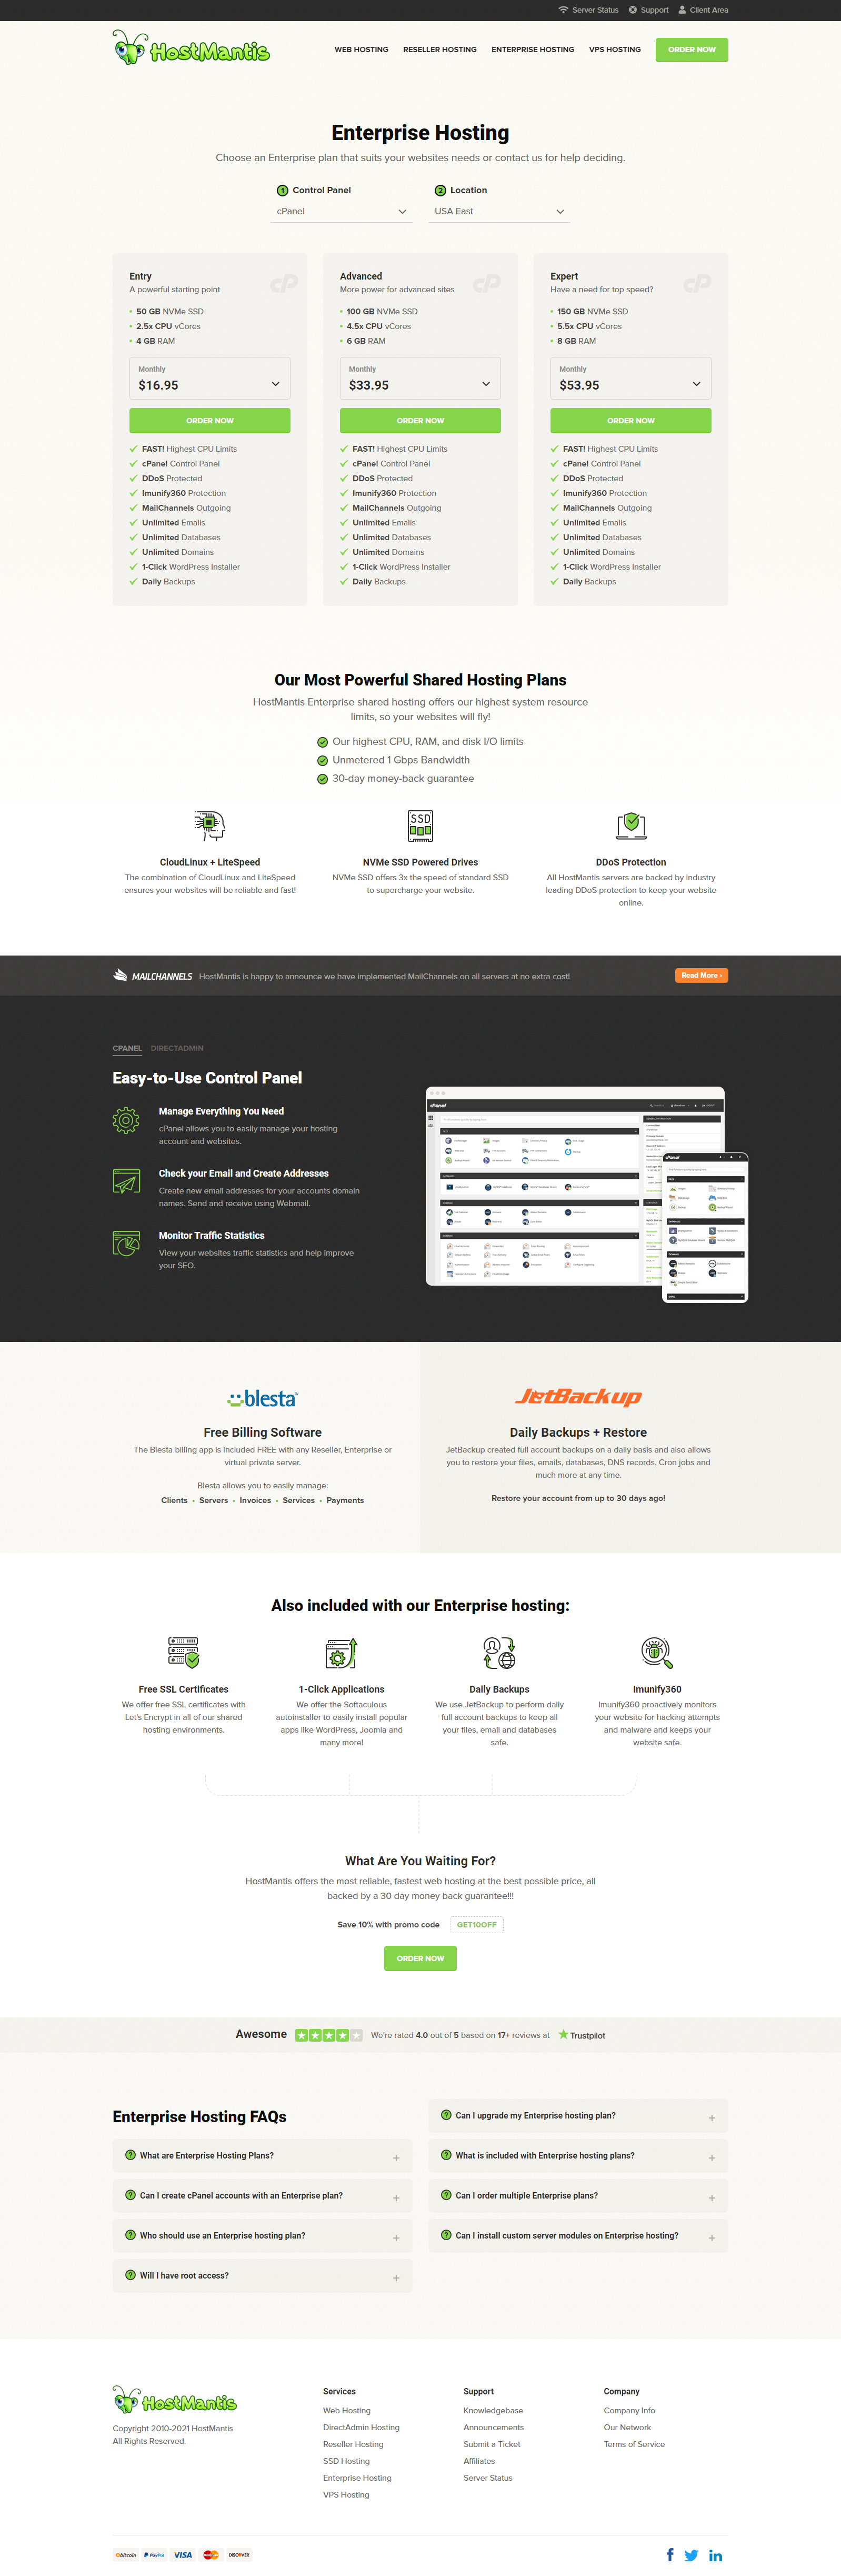 Server Status Support Client Area
HostMantis WEB HOSTING RESELLER HOSTING ENTERPRISE HOSTING VPS HOSTING ORDER NOW
Enterprise Hosting
Choose an Enterprise plan that suits your websites needs or contact us for help deciding.
1 Control Panel
cPanel
2 Location
USA East
Entry
A powerful starting point
cP
50 GB NVMe SSD
2.5x CPU vCores
4 GB RAM
Monthly
$16.95
ORDER NOW
FAST! Highest CPU Limits
cPanel Control Panel
DDoS Protected
Imunify360 Protection
MailChannels Outgoing
Unlimited Emails
Unlimited Databases
Unlimited Domains
1-Click WordPress Installer
Daily Backups
Advanced
More power for advanced sites
cP
100 GB NVMe SSD
4.5x CPU vCores
6 GB RAM
Monthly
$33.95
ORDER NOW
FAST! Highest CPU Limits
cPanel Control Panel
DDoS Protected
Imunify360 Protection
MailChannels Outgoing
Unlimited Emails
Unlimited Databases
Unlimited Domains
1-Click WordPress Installer
Daily Backups
Expert
Have a need for top speed?
cP
150 GB NVMe SSD
5.5x CPU vCores
8 GB RAM
Monthly
$53.95
ORDER NOW
FAST! Highest CPU Limits
cPanel Control Panel
DDoS Protected
Imunify360 Protection
MailChannels Outgoing
Unlimited Emails
Unlimited Databases
Unlimited Domains
1-Click WordPress Installer
Daily Backups
Our Most Powerful Shared Hosting Plans
HostMantis Enterprise shared hosting offers our highest system resource
limits, so your websites will fly!
Our highest CPU, RAM, and disk I/O limits
Unmetered 1 Gbps Bandwidth
30-day money-back guarantee
CloudLinux + LiteSpeed
The combination of CloudLinux and LiteSpeed
ensures your websites will be reliable and fast!
SSD
NVMe SSD Powered Drives
NVMe SSD offers 3x the speed of standard SSD
to supercharge your website.
DDoS Protection
All HostMantis servers are backed by industry
leading DDoS protection to keep your website
online.
MAILCHANNELS HostMantis is happy to announce we have implemented MailChannels on all servers at no extra cost! Read More ›
CPANEL DIRECTADMIN
Easy-to-Use Control Panel
Manage Everything You Need
cPanel allows you to easily manage your hosting
account and websites.
Check your Email and Create Addresses
Create new email addresses for your accounts domain
names. Send and receive using Webmail.
Monitor Traffic Statistics
View your websites traffic statistics and help improve
your SEO.
cPanel
cPanel
blesta
Free Billing Software
The Blesta billing app is included FREE with any Reseller, Enterprise or
virtual private server.
Blesta allows you to easily manage:
Clients • Servers • Invoices • Services • Payments
JetBackup
Daily Backups + Restore
JetBackup created full account backups on a daily basis and also allows
you to restore your files, emails, databases, DNS records, Cron jobs and
much more at any time.
Restore your account from up to 30 days ago!
Also included with our Enterprise hosting:
Free SSL Certificates
We offer free SSL certificates with
Let's Encrypt in all of our shared
hosting environments.
1-Click Applications
We offer the Softaculous
autoinstaller to easily install popular
apps like WordPress, Joomla and
many more!
Daily Backups
We use JetBackup to perform daily
full account backups to keep all
your files, email and databases
safe.
Imunify360
Imunify360 proactively monitors
your website for hacking attempts
and malware and keeps your
website safe.
What Are You Waiting For?
HostMantis offers the most reliable, fastest web hosting at the best possible price, all
backed by a 30 day money back guarantee!!!
Save 10% with promo code GET10OFF
ORDER NOW
Awesome We're rated 4.0 out of 5 based on 17+ reviews at Trustpilot
Enterprise Hosting FAQs
What are Enterprise Hosting Plans?
Can I create cPanel accounts with an Enterprise plan?
Who should use an Enterprise hosting plan?
Will I have root access?
Can I upgrade my Enterprise hosting plan?
What is included with Enterprise hosting plans?
Can I order multiple Enterprise plans?
Can I install custom server modules on Enterprise hosting?
HostMantis
Copyright 2010-2021 HostMantis
All Rights Reserved.
Services
Web Hosting
DirectAdmin Hosting
Reseller Hosting
SSD Hosting
Enterprise Hosting
VPS Hosting
Support
Knowledgebase
Announcements
Submit a Ticket
Affiliates
Server Status
Company
Company Info
Our Network
Terms of Service
bitcoin PayPal VISA DISCOVER